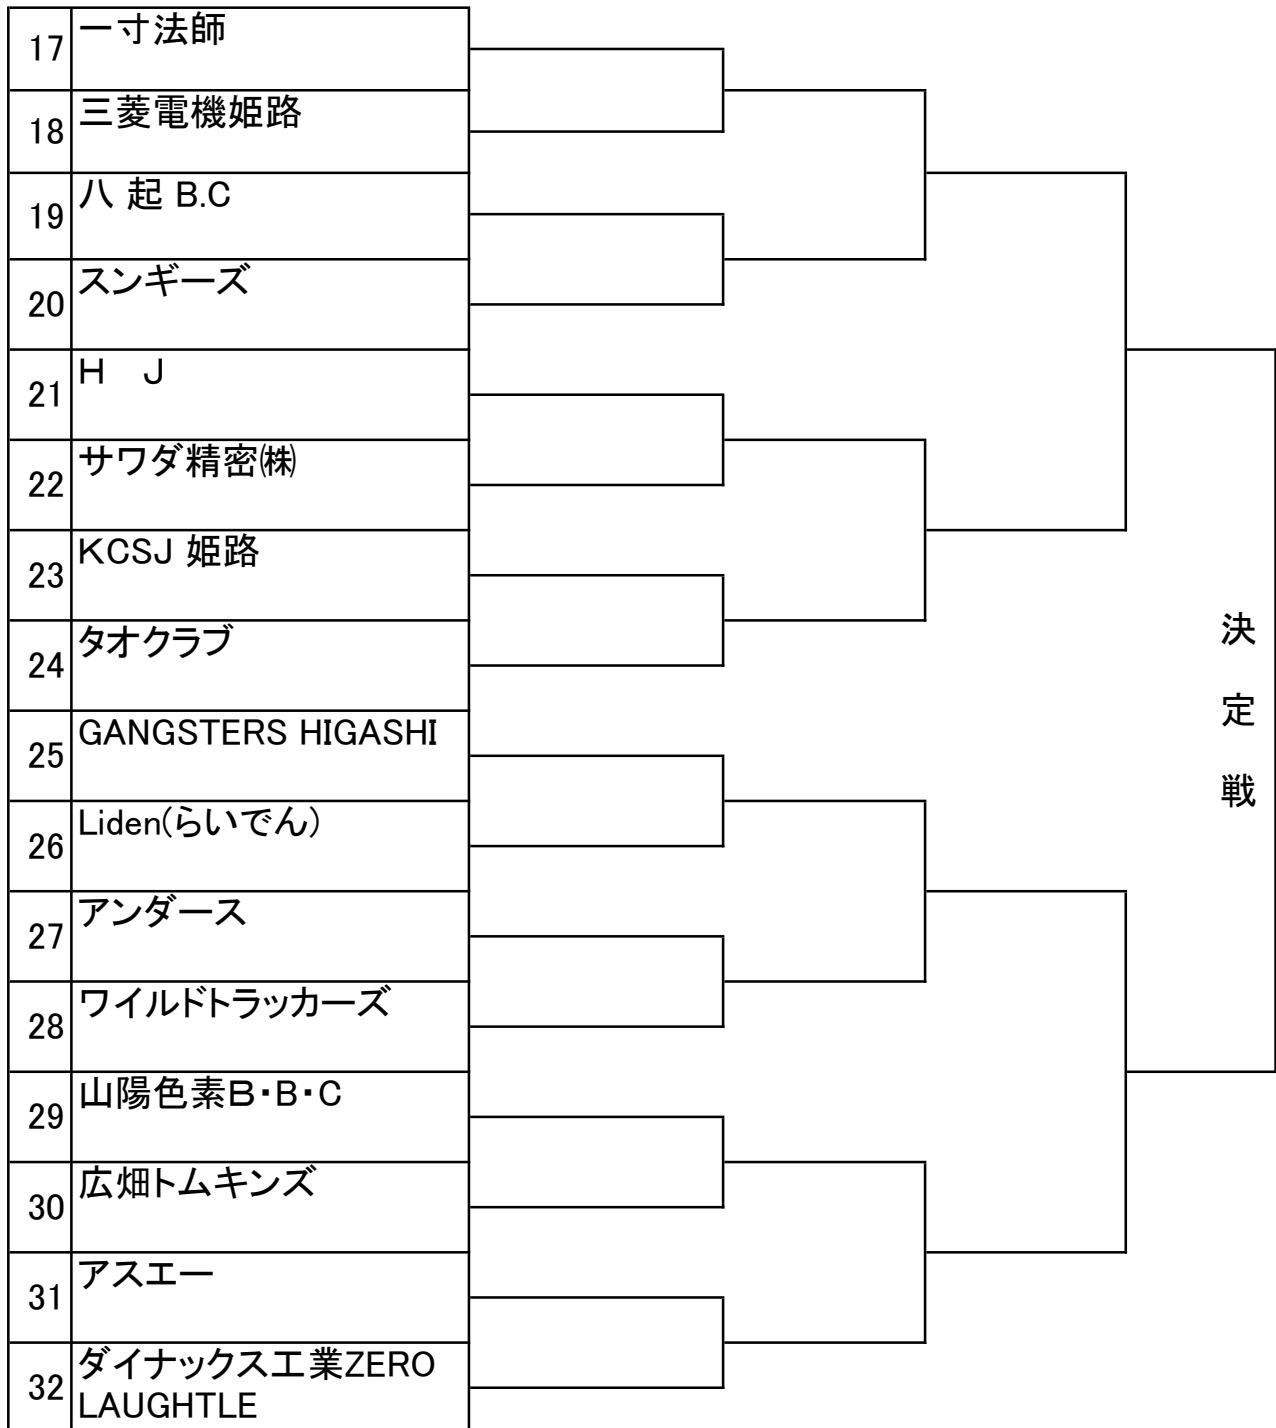 17 一寸法師
18 三菱電機姫路
19 八 起 B.C
20 スンギーズ
21 H　J
22 サワダ精密㈱
23 KCSJ 姫路
24 タオクラブ
25 GANGSTERS HIGASHI
26 Liden(らいでん)
27 アンダース
28 ワイルドトラッカーズ
29 山陽色素B・B・C
30 広畑トムキンズ
31 アスエー
32 ダイナックス工業ZERO
LAUGHTLE
決
定
戦